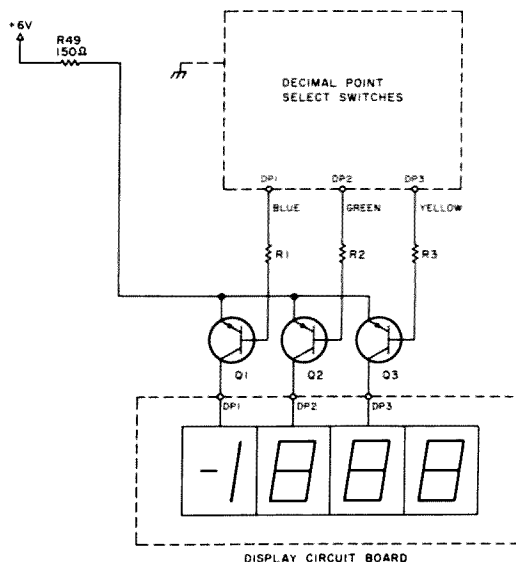 +6V
R49
150Ω
DECIMAL POINT
SELECT SWITCHES
DP1 DP2 DP3
BLUE GREEN YELLOW
R1 R2 R3
Q1 Q2 Q3
DP1 DP2 DP3
-1888
DISPLAY CIRCUIT BOARD